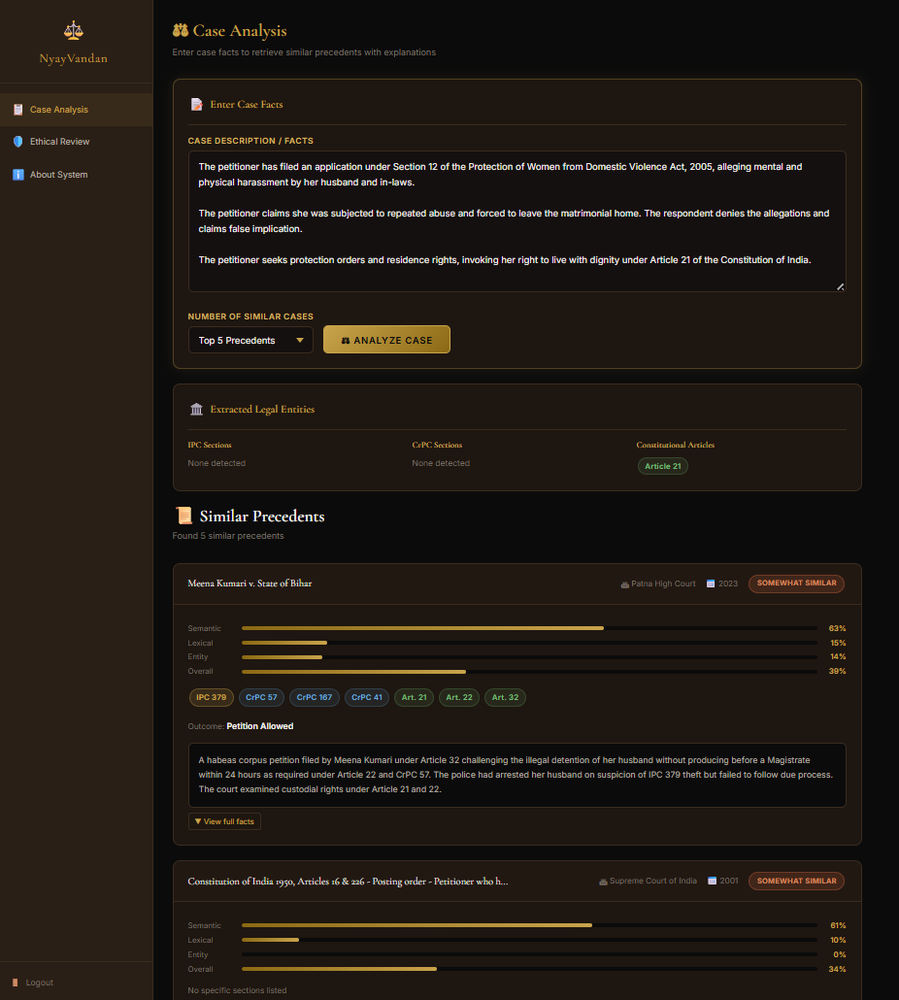 NyayVandan
Case Analysis
Ethical Review
About System
Logout
Case Analysis
Enter case facts to retrieve similar precedents with explanations
Enter Case Facts
CASE DESCRIPTION / FACTS
The petitioner has filed an application under Section 12 of the Protection of Women from Domestic Violence Act, 2005, alleging mental and
physical harassment by her husband and in-laws.
The petitioner claims she was subjected to repeated abuse and forced to leave the matrimonial home. The respondent denies the allegations and
claims false implication.
The petitioner seeks protection orders and residence rights, invoking her right to live with dignity under Article 21 of the Constitution of India.
NUMBER OF SIMILAR CASES
Top 5 Precedents
ANALYZE CASE
Extracted Legal Entities
IPC Sections
None detected
CrPC Sections
None detected
Constitutional Articles
Article 21
Similar Precedents
Found 5 similar precedents
Meena Kumari v. State of Bihar
Patna High Court
2023
SOMEWHAT SIMILAR
Semantic 63%
Lexical 15%
Entity 14%
Overall 39%
IPC 379 CrPC 57 CrPC 167 CrPC 41 Art. 21 Art. 22 Art. 32
Outcome: Petition Allowed
A habeas corpus petition filed by Meena Kumari under Article 32 challenging the illegal detention of her husband without producing before a Magistrate
within 24 hours as required under Article 22 and CrPC 57. The police had arrested her husband on suspicion of IPC 379 theft but failed to follow due process.
The court examined custodial rights under Article 21 and 22.
▼ View full facts
Constitution of India 1950, Articles 16 & 226 - Posting order - Petitioner who h...
Supreme Court of India
2001
SOMEWHAT SIMILAR
Semantic 61%
Lexical 10%
Entity 0%
Overall 34%
No specific sections listed